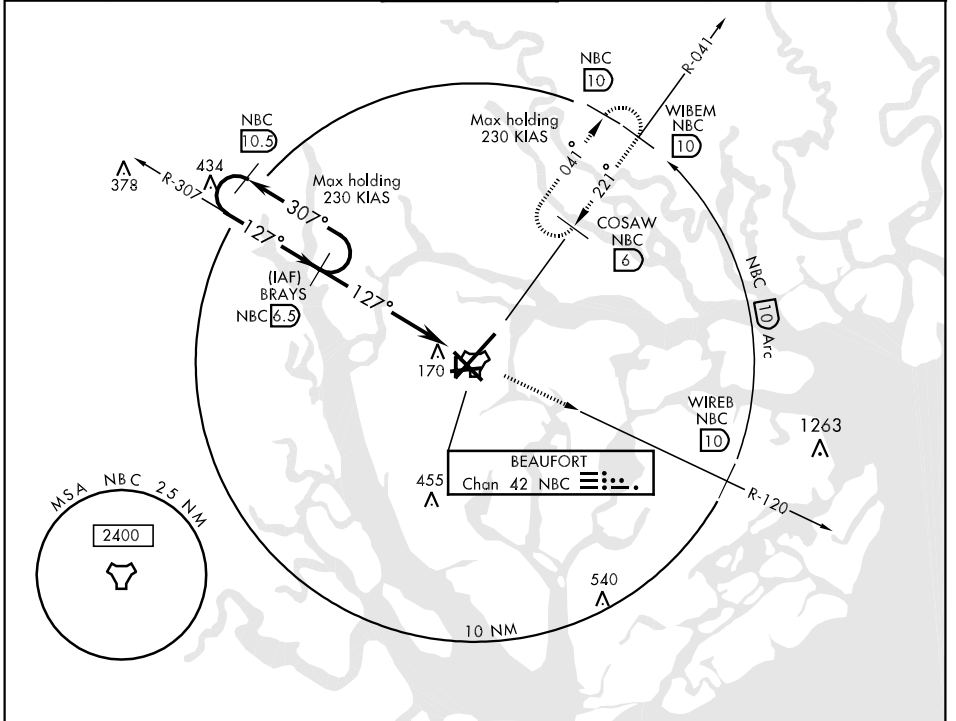 NBC
10
R-041
WIBEM
NBC
10
Max holding
230 KIAS
041°
221°
COSAW
NBC
6
NBC
10.5
434
378
R-307
Max holding
230 KIAS
307°
127°
(IAF)
BRAYS
NBC 6.5
127°
170
NBC 10 Arc
WIREB
NBC
10
1263
R-120
BEAUFORT
Chan 42 NBC
455
540
10 NM
MSA NBC 25 NM
2400